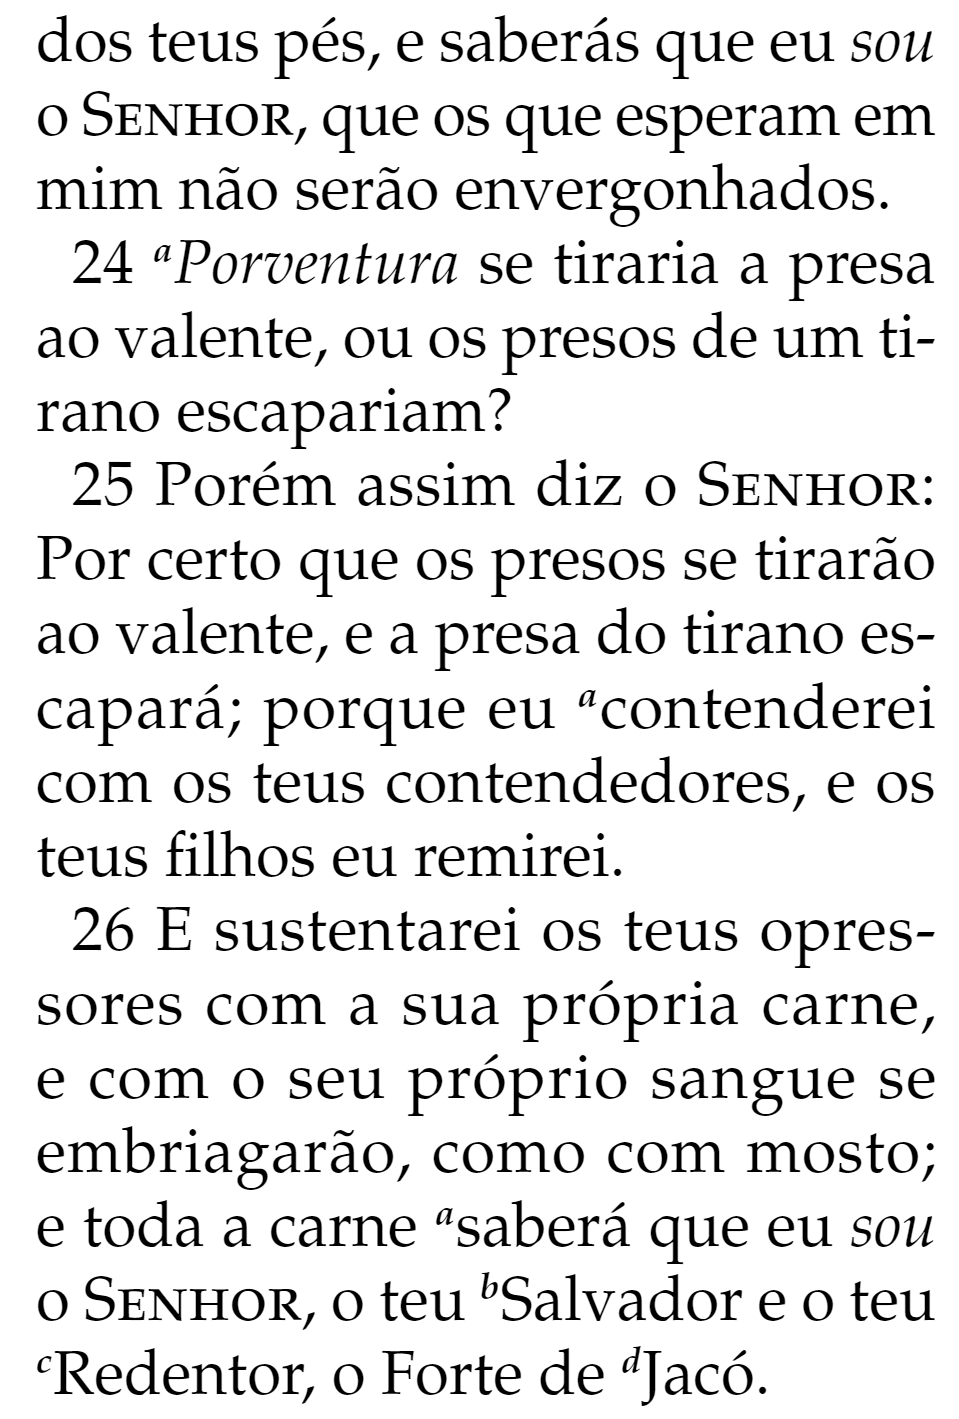 dos teus pés, e saberás que eu sou
o SENHOR, que os que esperam em
mim não serão envergonhados.
24 aPorventura se tiraria a presa
ao valente, ou os presos de um ti-
rano escapariam?
25 Porém assim diz o SENHOR:
Por certo que os presos se tirarão
ao valente, e a presa do tirano es-
capará; porque eu acontenderei
com os teus contendedores, e os
teus filhos eu remirei.
26 E sustentarei os teus opres-
sores com a sua própria carne,
e com o seu próprio sangue se
embriagarão, como com mosto;
e toda a carne asaberá que eu sou
o SENHOR, o teu bSalvador e o teu
cRedentor, o Forte de dJacó.